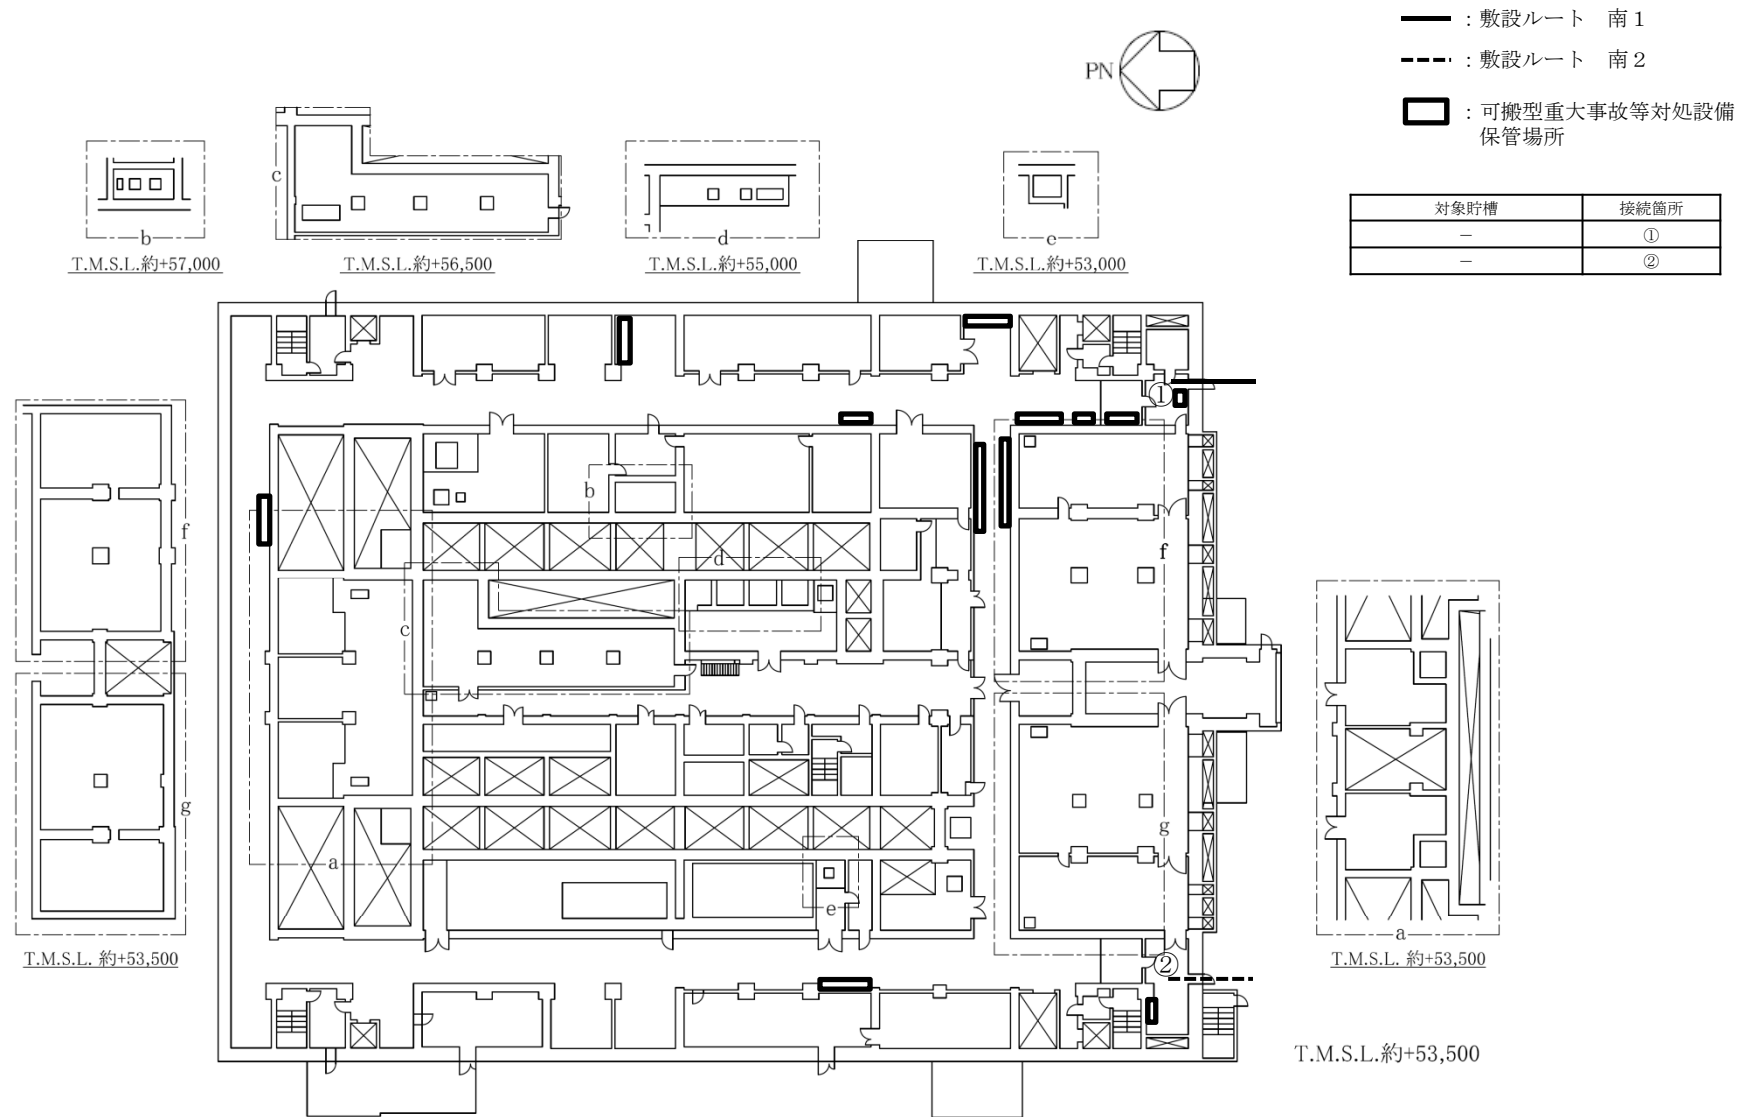 ：敷設ルート　南１
：敷設ルート　南２
：可搬型重大事故等対処設備
保管場所
PN
対象貯槽 接続箇所
－ ①
－ ②
b
T.M.S.L.約+57,000
c
T.M.S.L.約+56,500
d
T.M.S.L.約+55,000
e
T.M.S.L.約+53,000
f
g
T.M.S.L. 約+53,500
①
b
f
d
c
a
g
e
②
a
T.M.S.L. 約+53,500
T.M.S.L.約+53,500